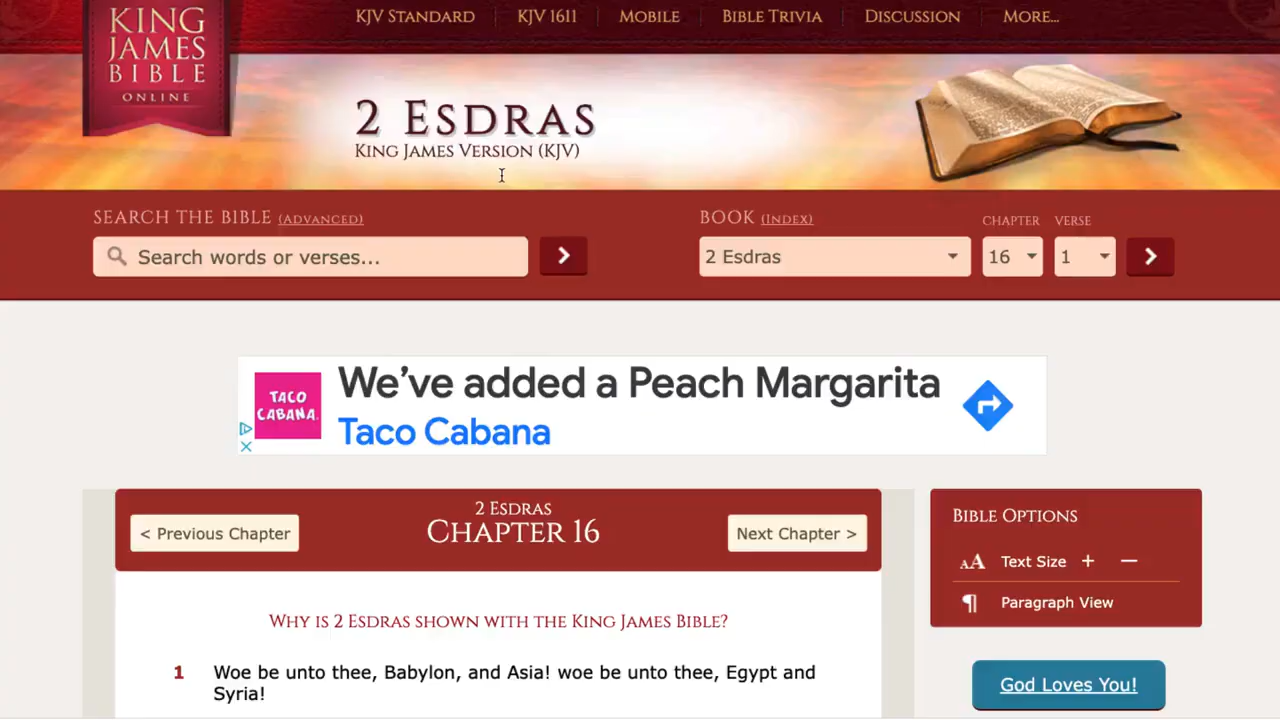 KING
JAMES
BIBLE
ONLINE
KJV STANDARD
KJV 1611
MOBILE
BIBLE TRIVIA
DISCUSSION
MORE...
2 ESDRAS
KING JAMES VERSION (KJV)
SEARCH THE BIBLE (ADVANCED)
Search words or verses...
BOOK (INDEX)
CHAPTER
VERSE
2 Esdras
16
1
We've added a Peach Margarita
TACO
CABANA.
Taco Cabana
2 ESDRAS
CHAPTER 16
< Previous Chapter
Next Chapter >
WHY IS 2 ESDRAS SHOWN WITH THE KING JAMES BIBLE?
1 Woe be unto thee, Babylon, and Asia! woe be unto thee, Egypt and
Syria!
BIBLE OPTIONS
AA Text Size + −
¶ Paragraph View
God Loves You!